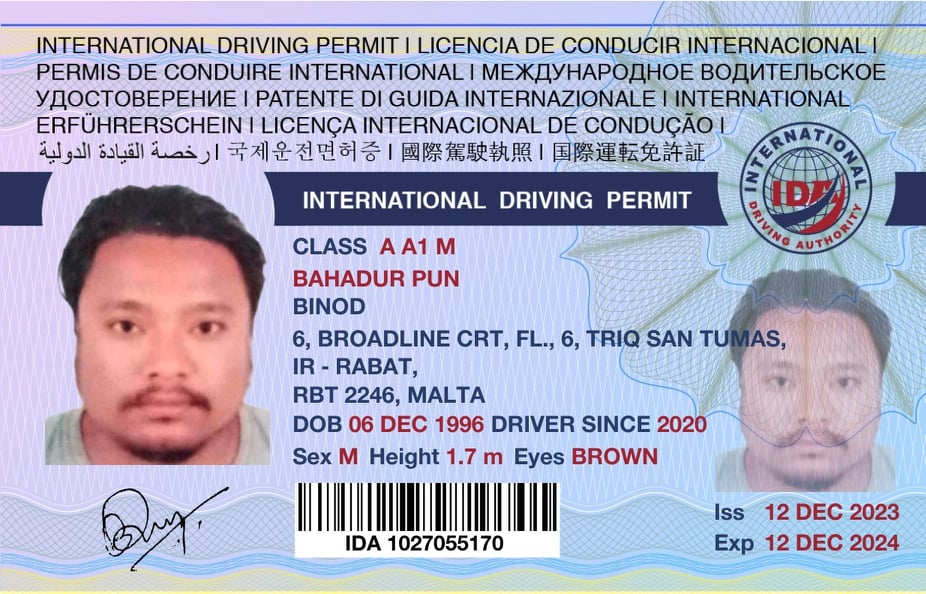 INTERNATIONAL DRIVING PERMIT I LICENCIA DE CONDUCIR INTERNACIONAL I
PERMIS DE CONDUIRE INTERNATIONAL I МЕЖДУНАРОДНОЕ ВОДИТЕЛЬСКОЕ
УДОСТОВЕРЕНИЕ I PATENTE DI GUIDA INTERNAZIONALE I INTERNATIONAL
ERFÜHRERSCHEIN I LICENÇA INTERNACIONAL DE CONDUÇÃO I
رخصة القيادة الدولية I 국제운전면허증 I 國際駕駛執照 I 国際運転免許証
INTERNATIONAL DRIVING PERMIT
INTERNATIONAL
IDA
DRIVING AUTHORITY
CLASS A A1 M
BAHADUR PUN
BINOD
6, BROADLINE CRT, FL., 6, TRIQ SAN TUMAS,
IR - RABAT,
RBT 2246, MALTA
DOB 06 DEC 1996 DRIVER SINCE 2020
Sex M Height 1.7 m Eyes BROWN
IDA 1027055170
Iss 12 DEC 2023
Exp 12 DEC 2024